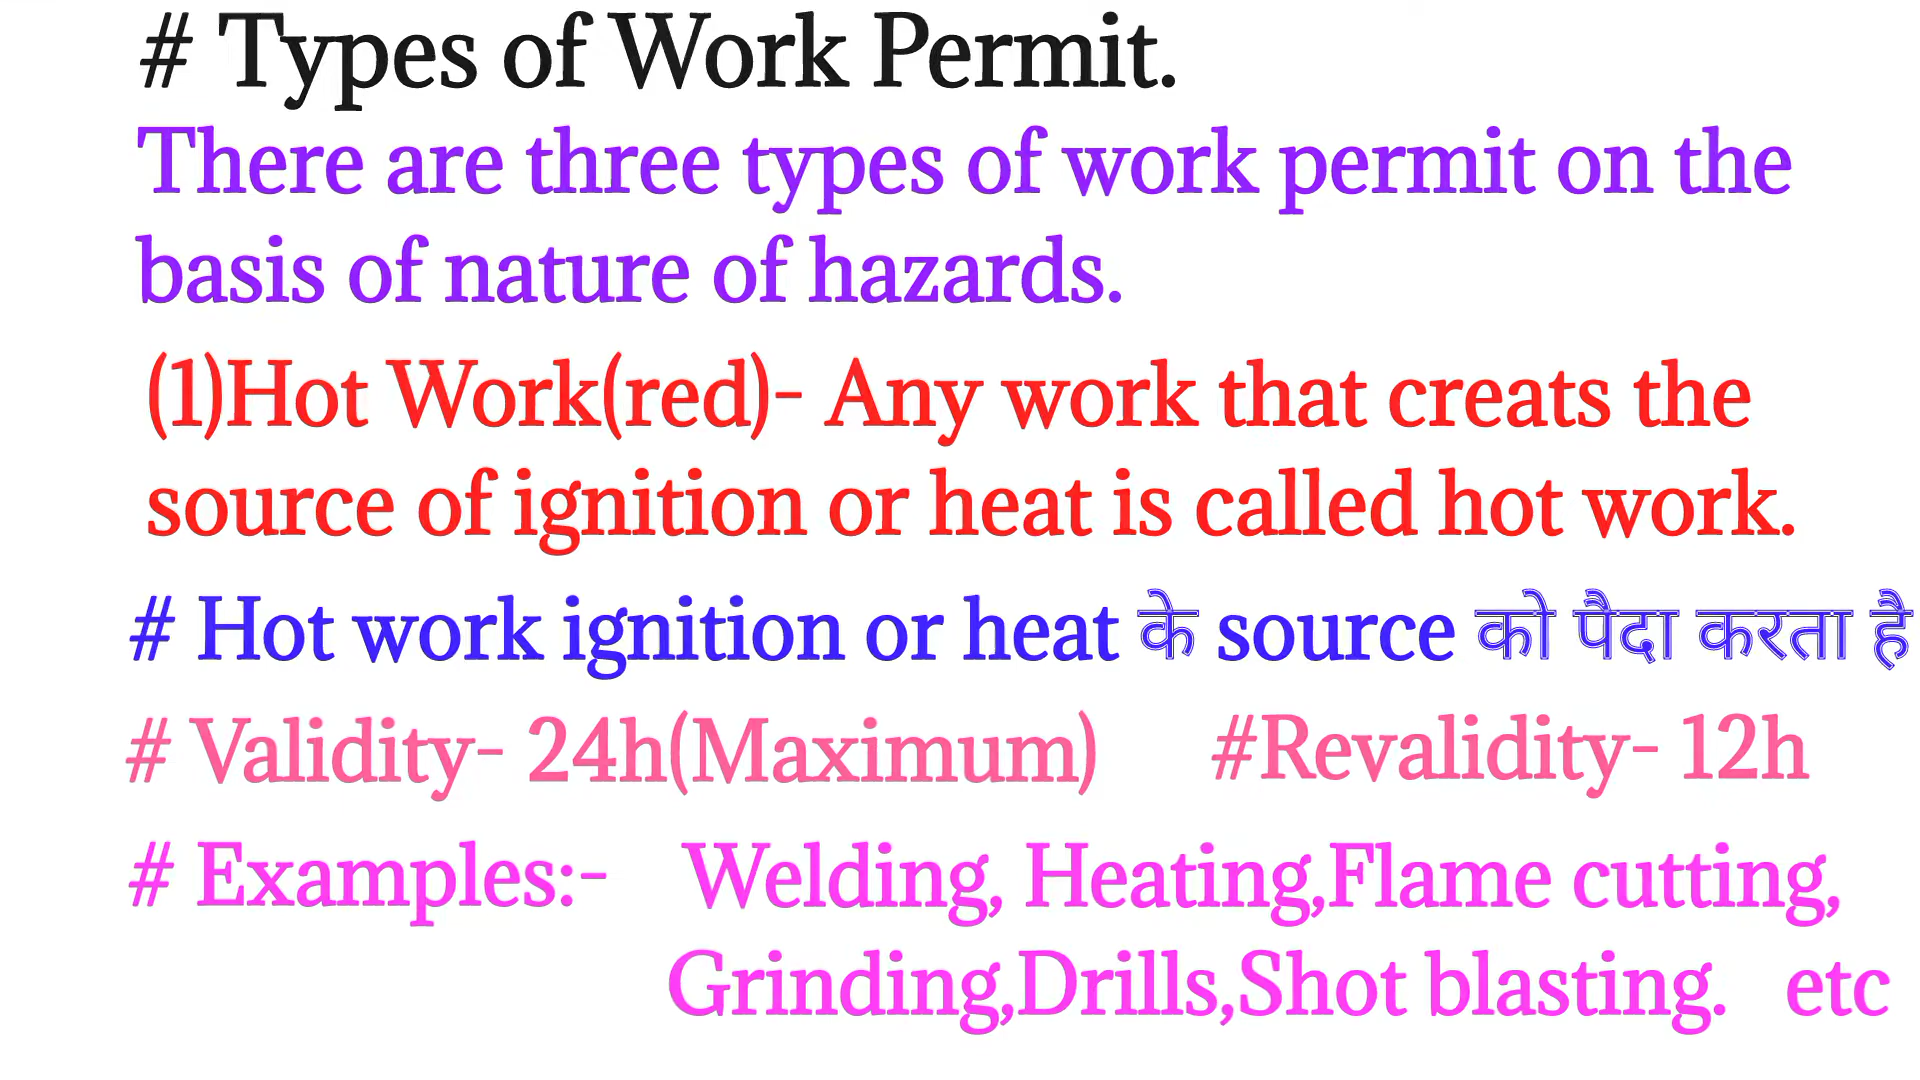 # Types of Work Permit.
There are three types of work permit on the
basis of nature of hazards.
(1)Hot Work(red)- Any work that creats the
source of ignition or heat is called hot work.
# Hot work ignition or heat के source को पैदा करता है
# Validity- 24h(Maximum) #Revalidity- 12h
# Examples:- Welding, Heating,Flame cutting,
Grinding,Drills,Shot blasting. etc